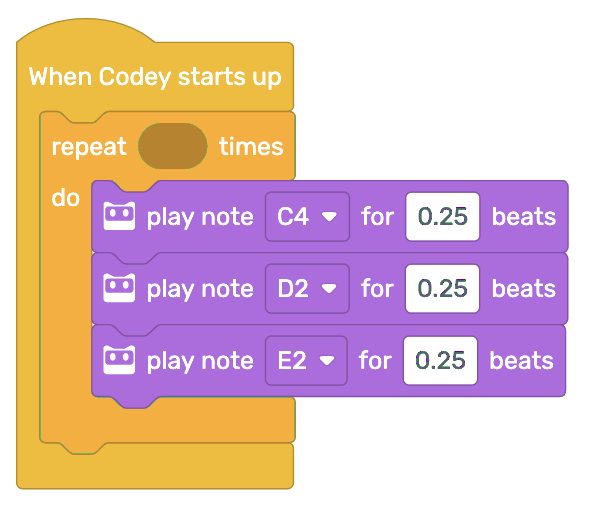 When Codey starts up
repeat times
do
play note C4 for 0.25 beats
play note D2 for 0.25 beats
play note E2 for 0.25 beats